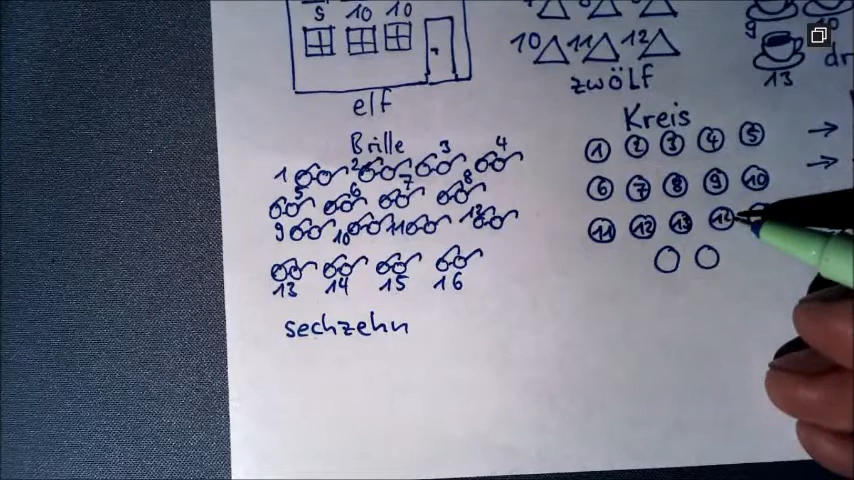 5 10 10
elf
10 11 12
zwölf
9 10
13
Brille
1 2 3 4
5 6 7 8
9 10 11 12
13 14 15 16
sechzehn
Kreis
1 2 3 4 5
6 7 8 9 10
11 12 13